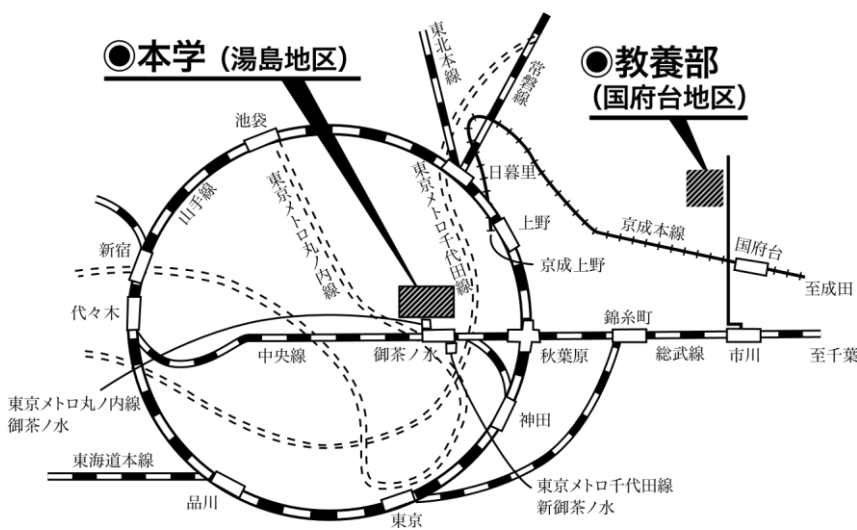 ◉本学（湯島地区）
◉教養部
（国府台地区）
東北本線
常磐線
池袋
山手線
東京メトロ丸ノ内線
東京メトロ千代田線
日暮里
上野
京成上野
京成本線
国府台
至成田
新宿
代々木
中央線
御茶ノ水
秋葉原
錦糸町
総武線
市川
至千葉
東京メトロ丸ノ内線
御茶ノ水
神田
東海道本線
品川
東京
東京メトロ千代田線
新御茶ノ水